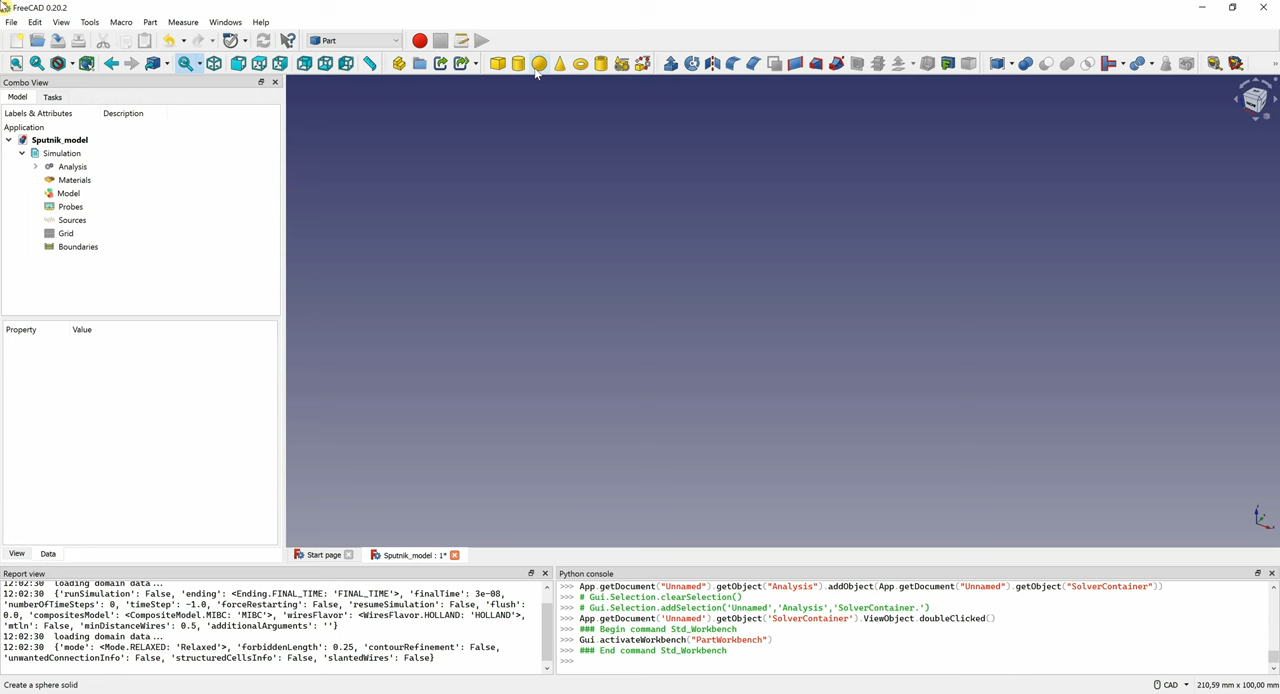 FreeCAD 0.20.2
File Edit View Tools Macro Part Measure Windows Help
Part
Combo View
Model Tasks
Labels & Attributes Description
Application
Sputnik_model
Simulation
Analysis
Materials
Model
Probes
Sources
Grid
Boundaries
Property Value
View Data
Start page
Sputnik_model : 1*
Report view
12:02:30 loading domain data...
12:02:30 {'runSimulation': False, 'ending': <Ending.FINAL_TIME: 'FINAL_TIME'>, 'finalTime': 3e-08,
'numberOfTimeSteps': 0, 'timeStep': -1.0, 'forceRestarting': False, 'resumeSimulation': False, 'flush':
0.0, 'compositesModel': <CompositeModel.MIBC: 'MIBC'>, 'wiresFlavor': <WiresFlavor.HOLLAND: 'HOLLAND'>,
'mtln': False, 'minDistanceWires': 0.5, 'additionalArguments': ''}
12:02:30 loading domain data...
12:02:30 {'mode': <Mode.RELAXED: 'Relaxed'>, 'forbiddenLength': 0.25, 'contourRefinement': False,
'unwantedConnectionInfo': False, 'structuredCellsInfo': False, 'slantedWires': False}
Python console
>>> App.getDocument("Unnamed").getObject("Analysis").addObject(App.getDocument("Unnamed").getObject("SolverContainer"))
>>> # Gui.Selection.clearSelection()
>>> # Gui.Selection.addSelection('Unnamed','Analysis','SolverContainer.')
>>> App.getDocument('Unnamed').getObject('SolverContainer').ViewObject.doubleClicked()
>>> ### Begin command Std_Workbench
>>> Gui.activateWorkbench("PartWorkbench")
>>> ### End command Std_Workbench
>>>
Create a sphere solid
CAD
210,59 mm x 100,00 mm